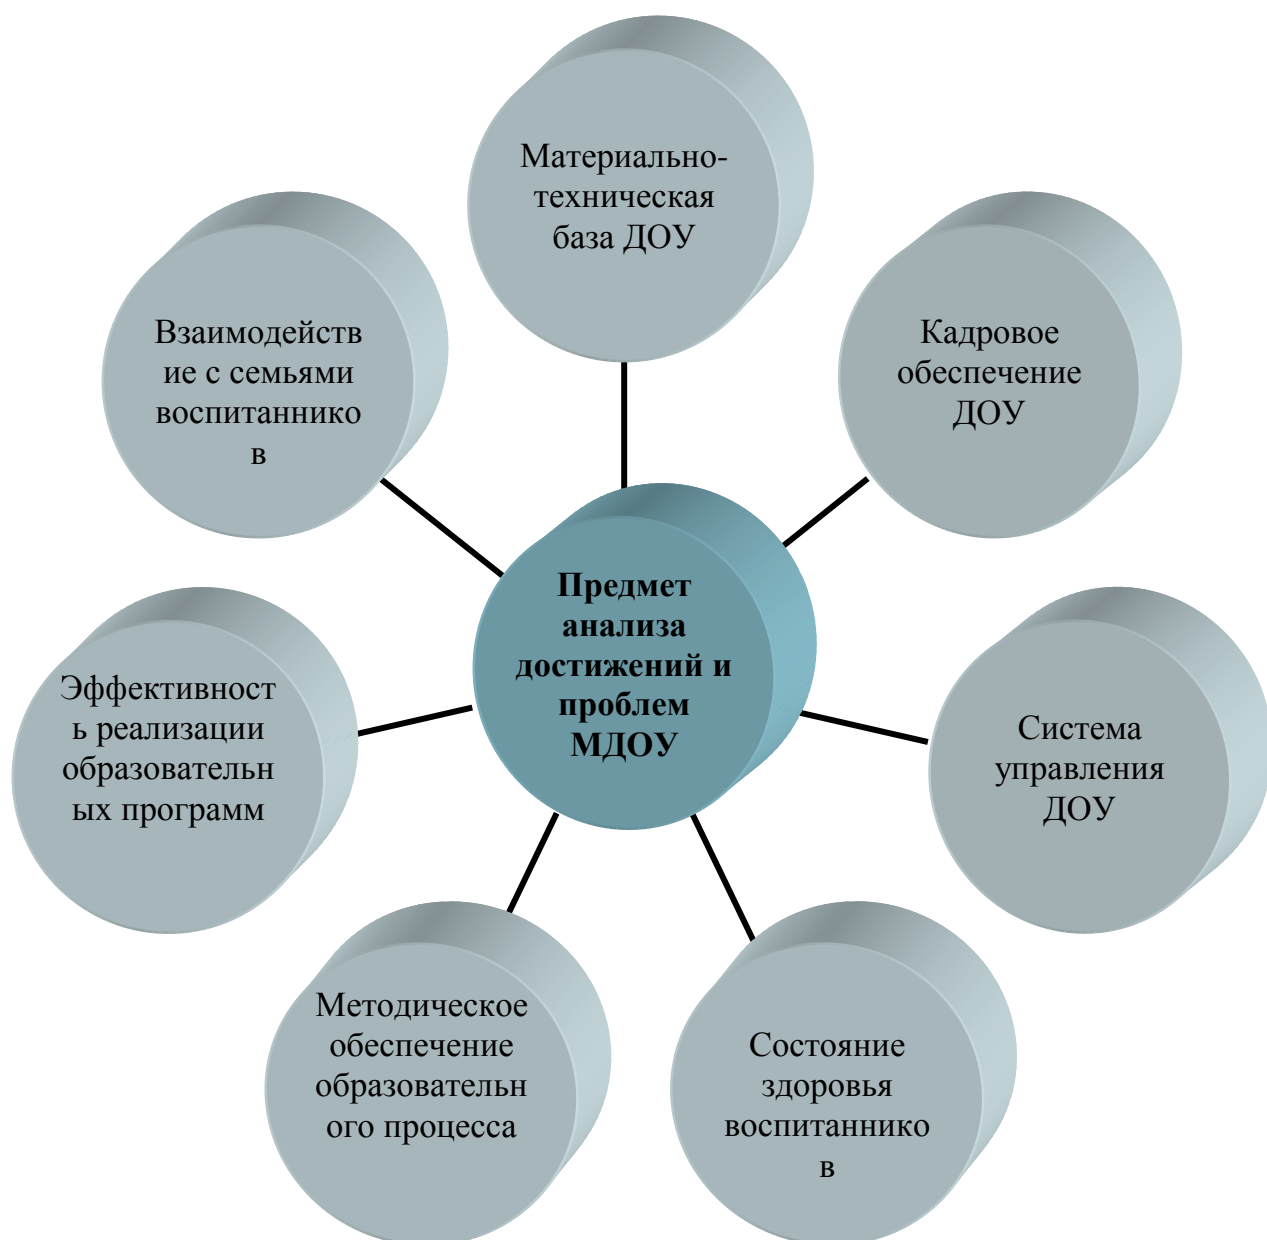 Материально-
техническая
база ДОУ
Взаимодейств
ие с семьями
воспитаннико
в
Кадровое
обеспечение
ДОУ
Предмет
анализа
достижений и
проблем
МДОУ
Эффективност
ь реализации
образовательн
ых программ
Система
управления
ДОУ
Методическое
обеспечение
образовательн
ого процесса
Состояние
здоровья
воспитаннико
в